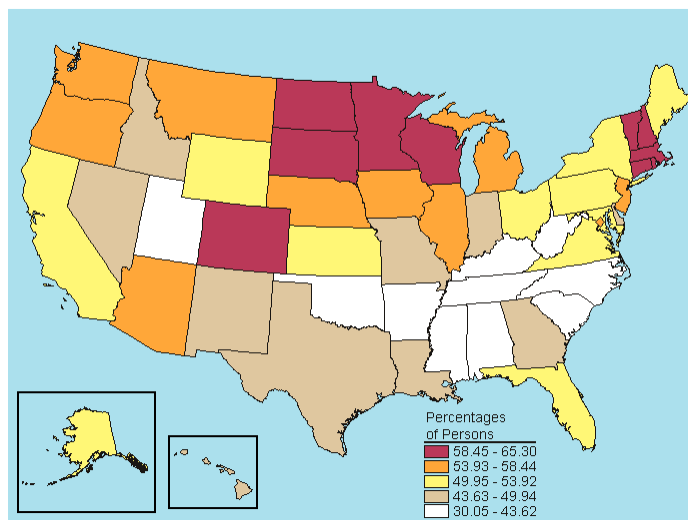 Percentages
of Persons
58.45 - 65.30
53.93 - 58.44
49.95 - 53.92
43.63 - 49.94
30.05 - 43.62